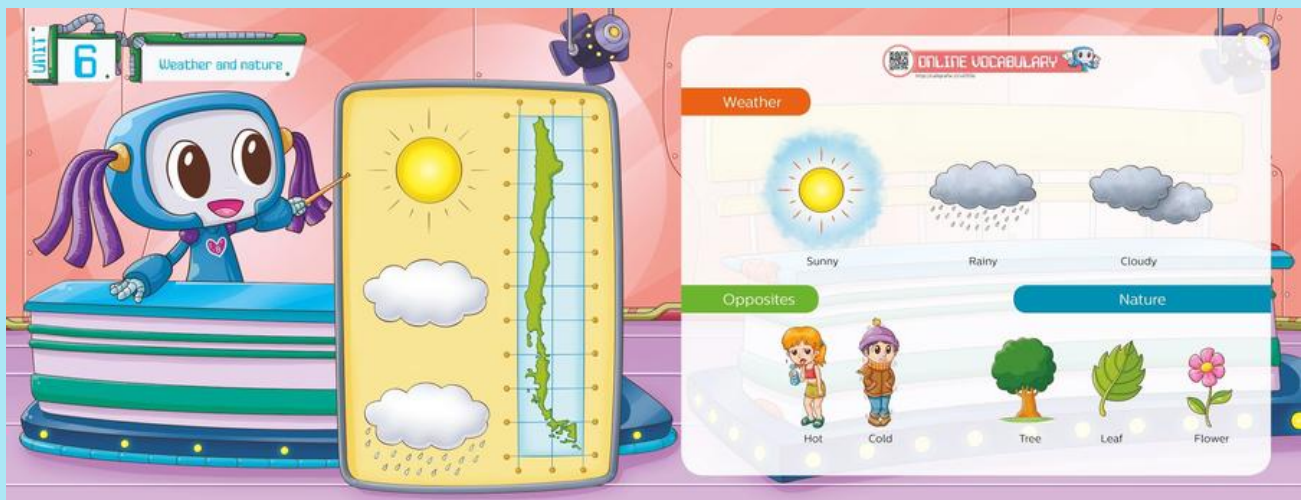 UNIT
6
Weather and nature
ONLINE VOCABULARY
Weather
Sunny
Rainy
Cloudy
Opposites
Nature
Hot
Cold
Tree
Leaf
Flower